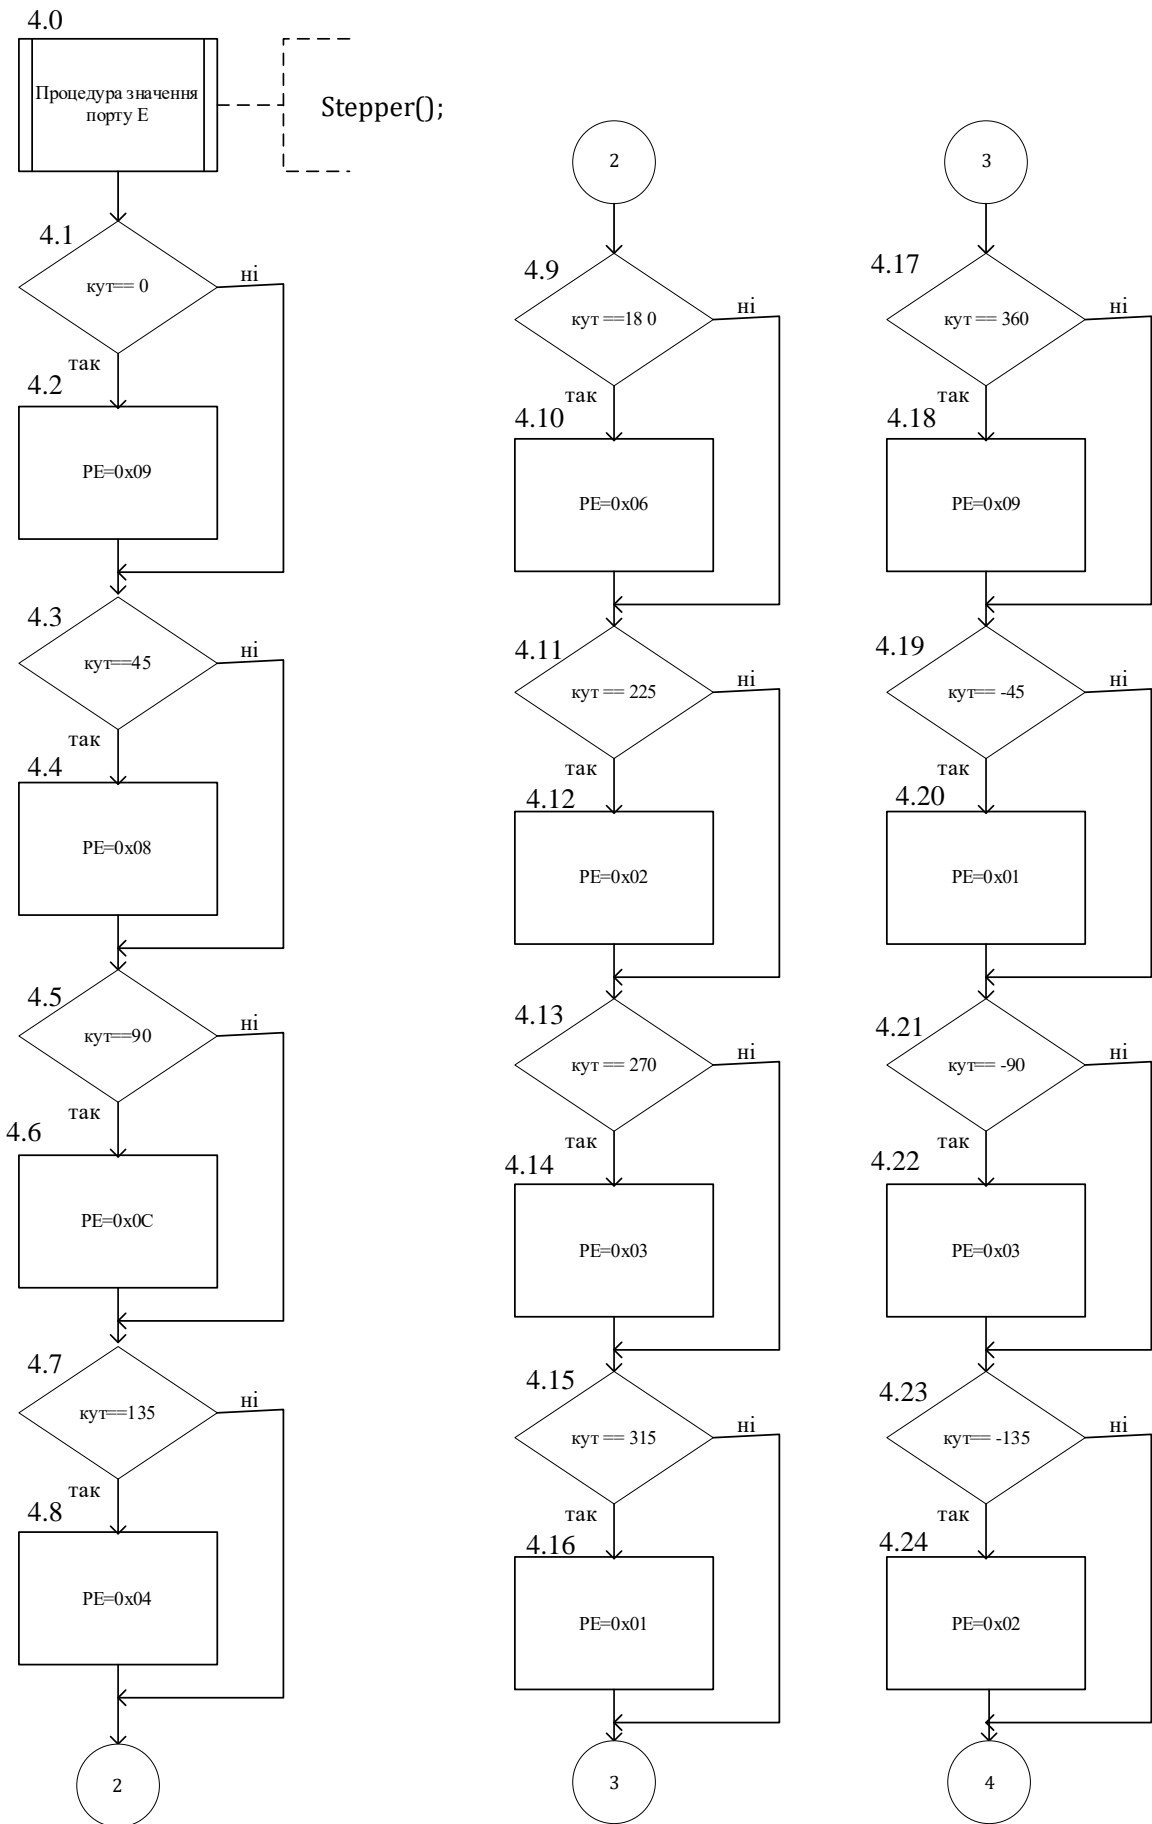 4.0
Процедура значення
порту Е
Stepper();
4.1
кут== 0
ні
так
4.2
PE=0x09
4.3
кут==45
ні
так
4.4
PE=0x08
4.5
кут==90
ні
так
4.6
PE=0x0C
4.7
кут==135
ні
так
4.8
PE=0x04
2
2
4.9
кут ==18 0
ні
так
4.10
PE=0x06
4.11
кут == 225
ні
так
4.12
PE=0x02
4.13
кут == 270
ні
так
4.14
PE=0x03
4.15
кут == 315
ні
так
4.16
PE=0x01
3
3
4.17
кут == 360
ні
так
4.18
PE=0x09
4.19
кут== -45
ні
так
4.20
PE=0x01
4.21
кут== -90
ні
так
4.22
PE=0x03
4.23
кут== -135
ні
так
4.24
PE=0x02
4